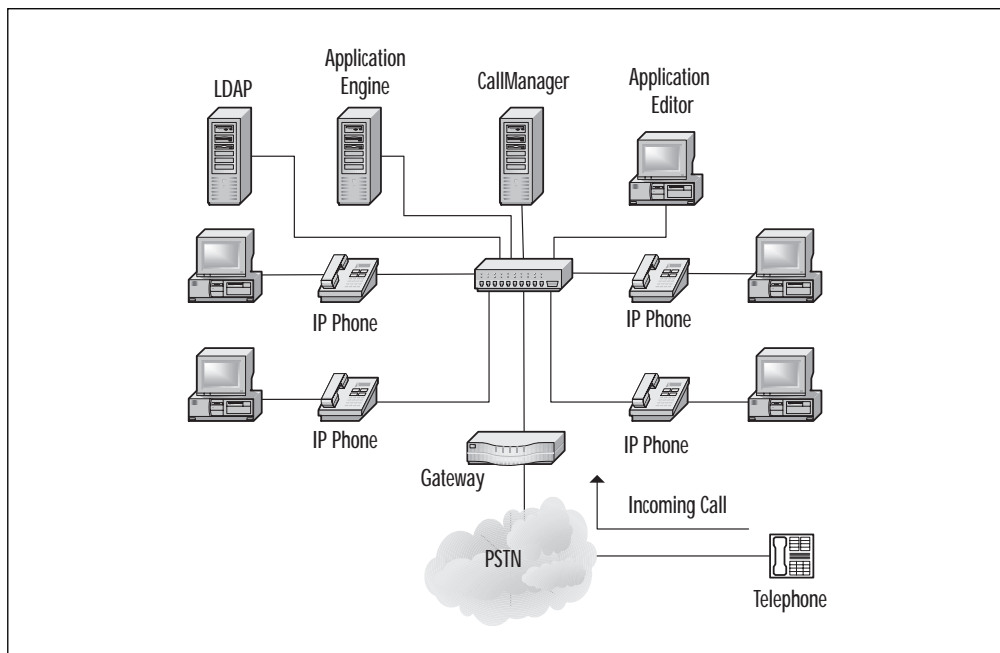 LDAP
Application
Engine
CallManager
Application
Editor
IP Phone
IP Phone
IP Phone
IP Phone
Gateway
Incoming Call
PSTN
Telephone